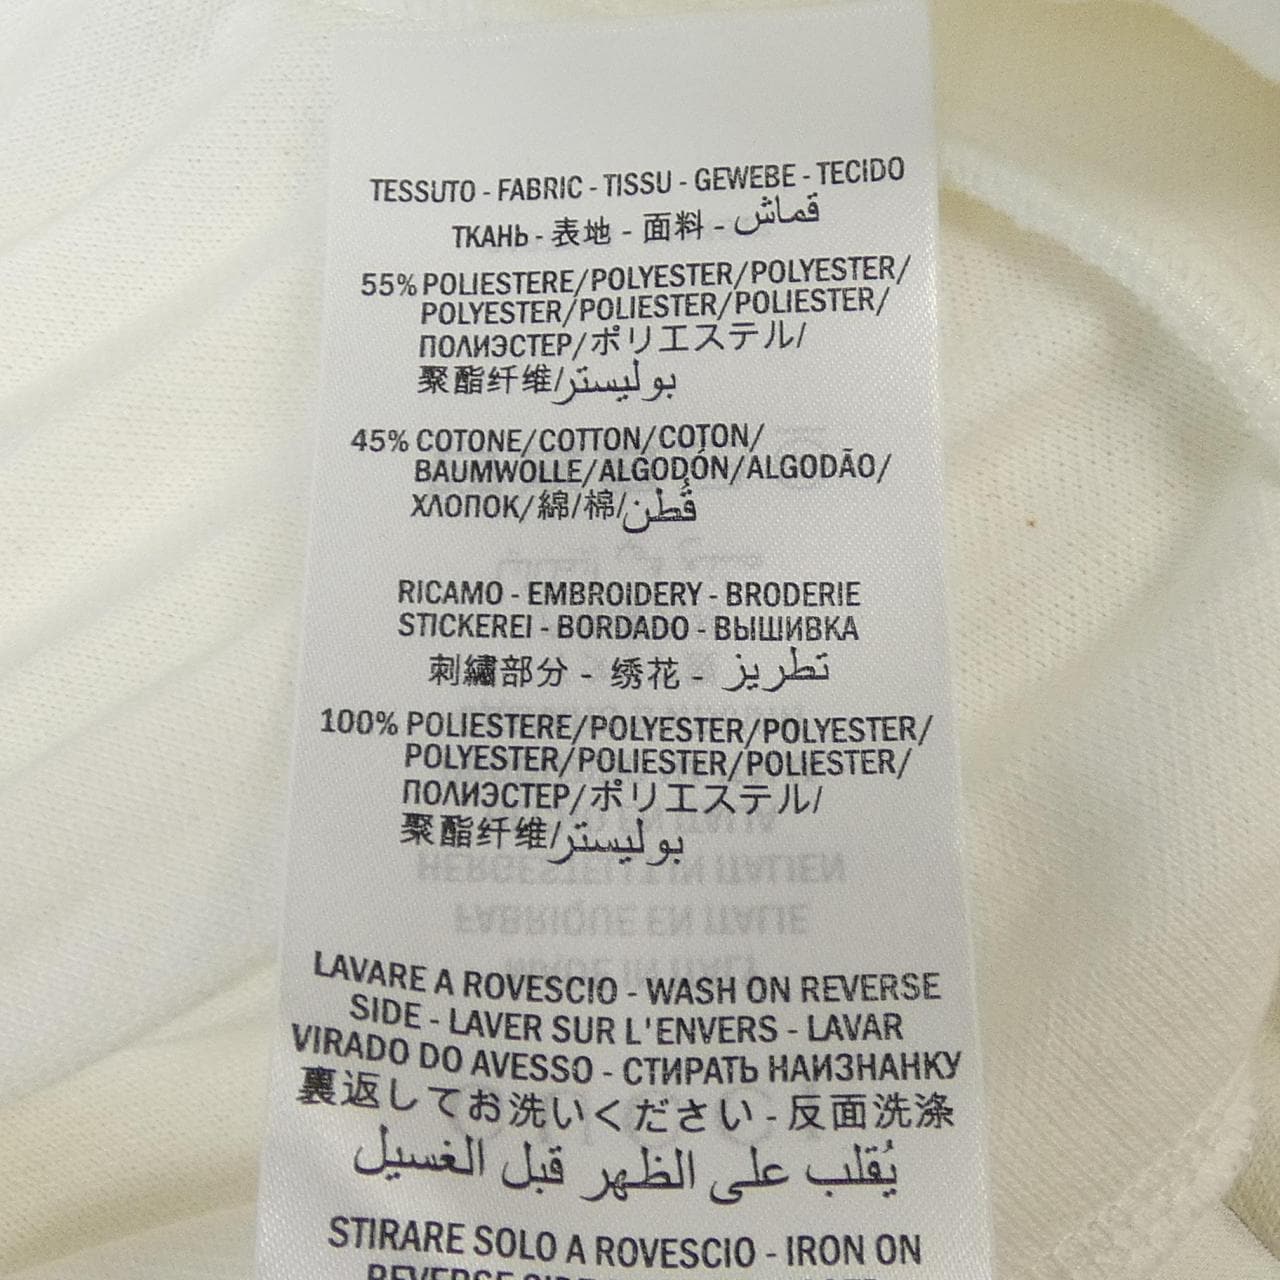 TESSUTO - FABRIC - TISSU - GEWEBE - TECIDO
ТКАНЬ - 表地 - 面料 - قماش
55% POLIESTERE/POLYESTER/POLYESTER/
POLYESTER/POLIESTER/POLIESTER/
ПОЛИЭСТЕР/ポリエステル/
聚酯纤维/بوليستر
45% COTONE/COTTON/COTON/
BAUMWOLLE/ALGODÓN/ALGODÃO/
ХЛОПОК/綿/棉/قُطن
RICAMO - EMBROIDERY - BRODERIE
STICKEREI - BORDADO - ВЫШИВКА
刺繍部分 - 绣花 - تطريز
100% POLIESTERE/POLYESTER/POLYESTER/
POLYESTER/POLIESTER/POLIESTER/
ПОЛИЭСТЕР/ポリエステル/
聚酯纤维/بوليستر
LAVARE A ROVESCIO - WASH ON REVERSE
SIDE - LAVER SUR L'ENVERS - LAVAR
VIRADO DO AVESSO - СТИРАТЬ НАИЗНАНКУ
裏返してお洗いください - 反面洗涤
يُقلب على الظهر قبل الغسيل
STIRARE SOLO A ROVESCIO - IRON ON
REVERSE SIDE